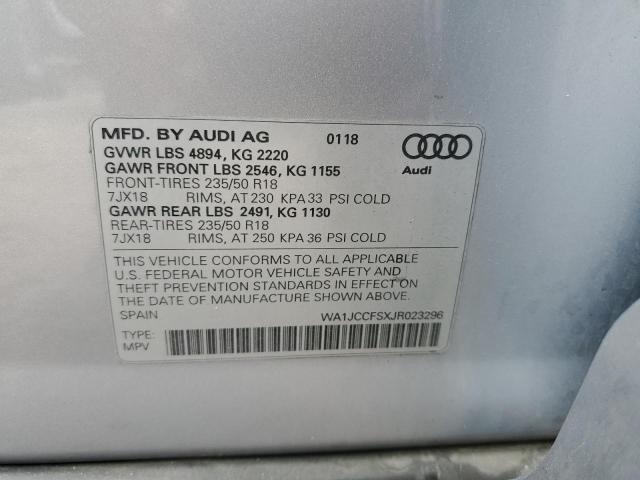 MFD. BY AUDI AG 0118
GVWR LBS 4894, KG 2220
GAWR FRONT LBS 2546, KG 1155
FRONT-TIRES 235/50 R18
7JX18 RIMS, AT 230 KPA 33 PSI COLD
GAWR REAR LBS 2491, KG 1130
REAR-TIRES 235/50 R18
7JX18 RIMS, AT 250 KPA 36 PSI COLD
Audi
THIS VEHICLE CONFORMS TO ALL APPLICABLE
U.S. FEDERAL MOTOR VEHICLE SAFETY AND
THEFT PREVENTION STANDARDS IN EFFECT ON
THE DATE OF MANUFACTURE SHOWN ABOVE.
SPAIN WA1JCCFSXJR023296
TYPE:
MPV